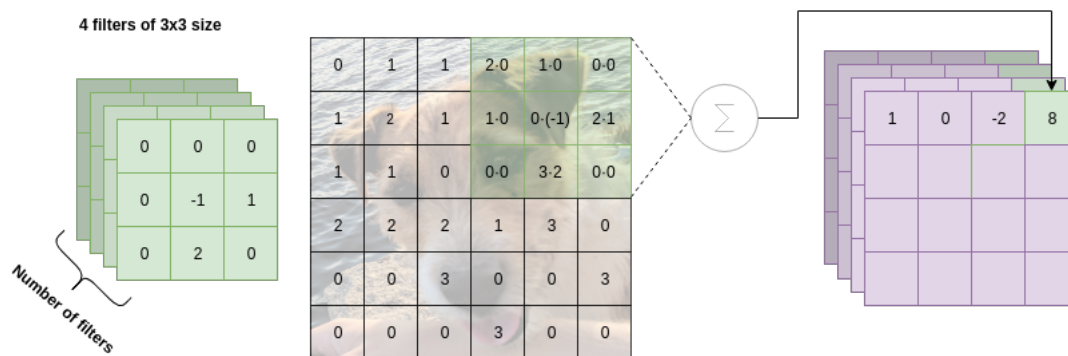 4 filters of 3x3 size
0 0 0
0 -1 1
0 2 0
Number of filters
0 1 1 2·0 1·0 0·0
1 2 1 1·0 0·(-1) 2·1
1 1 0 0·0 3·2 0·0
2 2 2 1 3 0
0 0 3 0 0 3
0 0 0 3 0 0
∑
1 0 -2 8